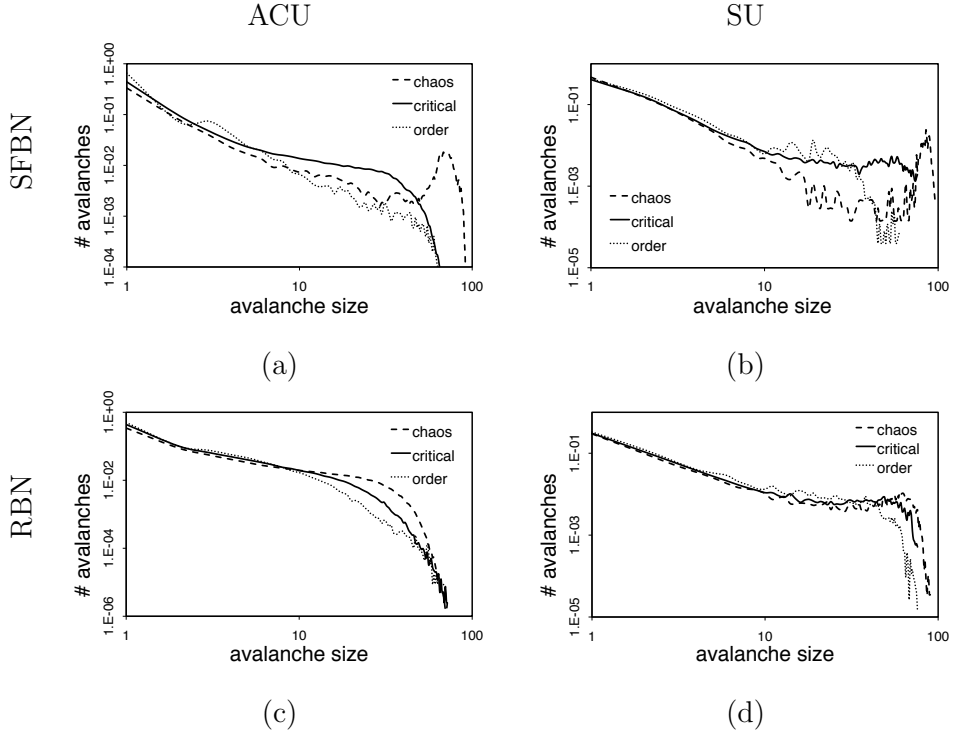 ACU
SU
SFBN
RBN
# avalanches
1.E+00
1.E-01
1.E-02
1.E-03
1.E-04
chaos
critical
order
1
10
100
avalanche size
(a)
# avalanches
1.E-01
1.E-03
1.E-05
chaos
critical
order
1
10
100
avalanche size
(b)
# avalanches
1.E+00
1.E-02
1.E-04
1.E-06
chaos
critical
order
1
10
100
avalanche size
(c)
# avalanches
1.E-01
1.E-03
1.E-05
chaos
critical
order
1
10
100
avalanche size
(d)